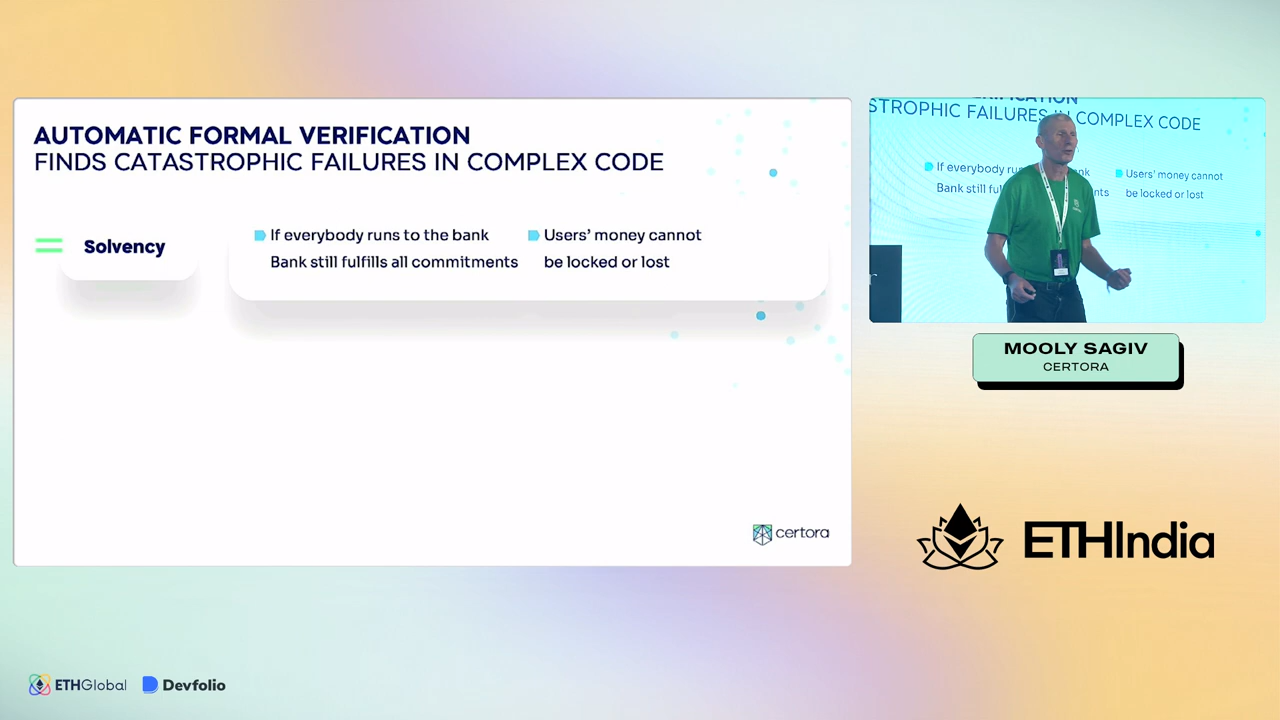 AUTOMATIC FORMAL VERIFICATION
FINDS CATASTROPHIC FAILURES IN COMPLEX CODE
Solvency
If everybody runs to the bank
Bank still fulfills all commitments
Users' money cannot
be locked or lost
certora
STROPHIC FAILURES IN COMPLEX CODE
If everybody
Bank still
Users' money cannot
be locked or lost
MOOLY SAGIV
CERTORA
ETHIndia
ETHGlobal
Devfolio